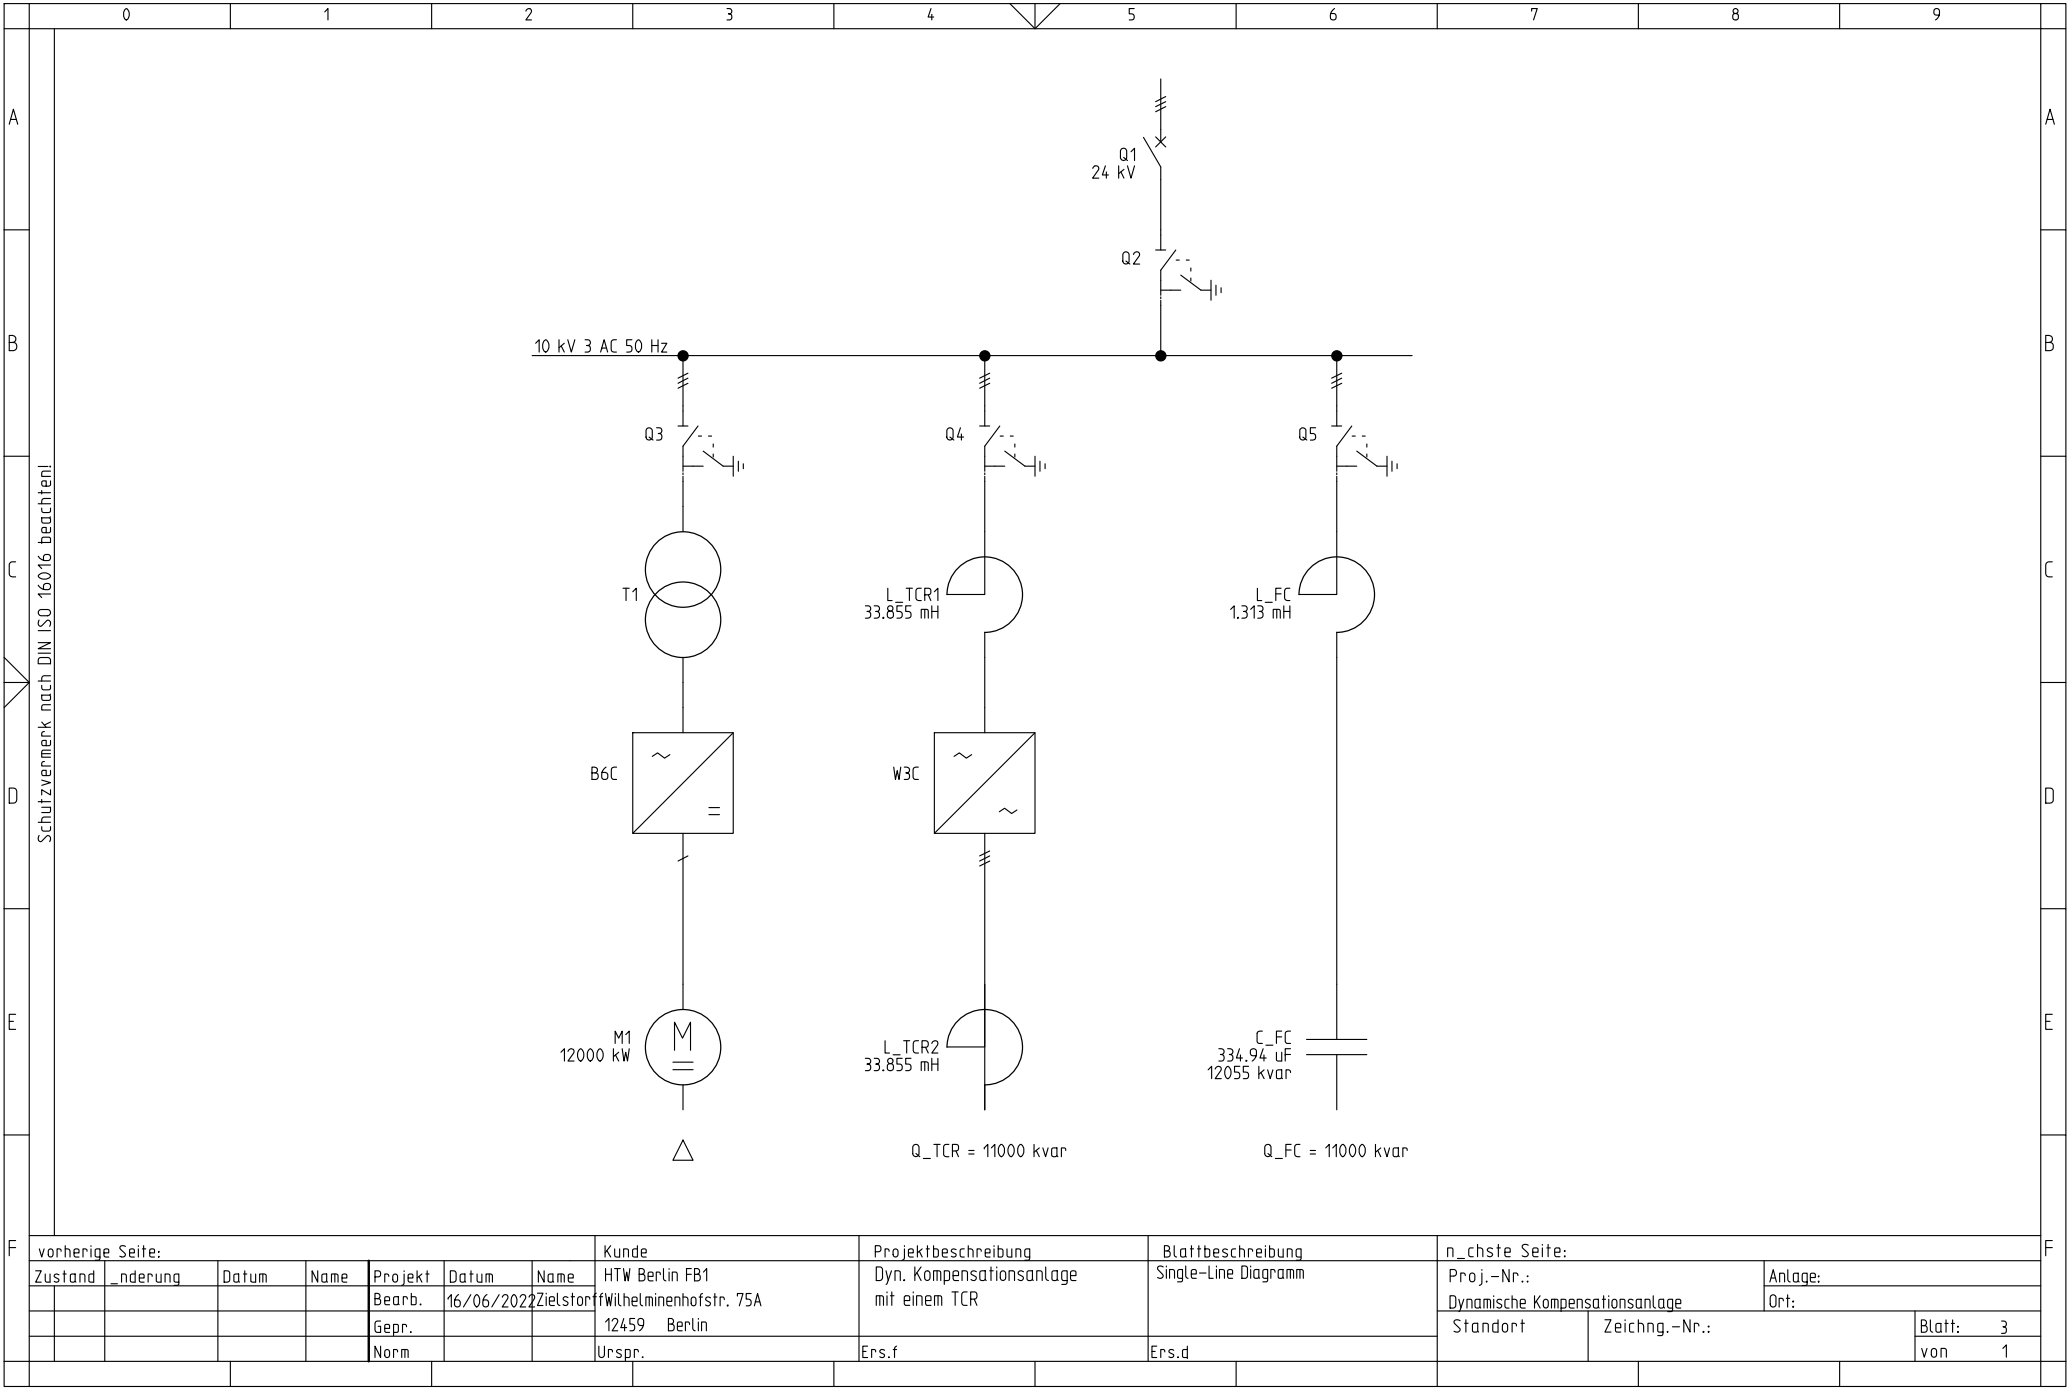 0 1 2 3 4 5 6 7 8 9
A A
B B
C C
D D
E E
F F
Schutzvermerk nach DIN ISO 16016 beachten!
Q1
24 kV
Q2
10 kV 3 AC 50 Hz
Q3 Q4 Q5
T1
L_TCR1
33.855 mH
L_FC
1.313 mH
B6C
~
=
W3C
~
~
M1
12000 kW
M
L_TCR2
33.855 mH
C_FC
334.94 uF
12055 kvar
Q_TCR = 11000 kvar
Q_FC = 11000 kvar
vorherige Seite:
Zustand _nderung Datum Name Projekt Datum Name
Bearb. 16/06/2022 Zielstorff
Gepr.
Norm
Kunde
HTW Berlin FB1
Wilhelminenhofstr. 75A
12459 Berlin
Urspr.
Projektbeschreibung
Dyn. Kompensationsanlage
mit einem TCR
Ers.f
Blattbeschreibung
Single-Line Diagramm
Ers.d
n_chste Seite:
Proj.-Nr.:
Dynamische Kompensationsanlage
Anlage:
Ort:
Standort
Zeichng.-Nr.:
Blatt: 3
von 1